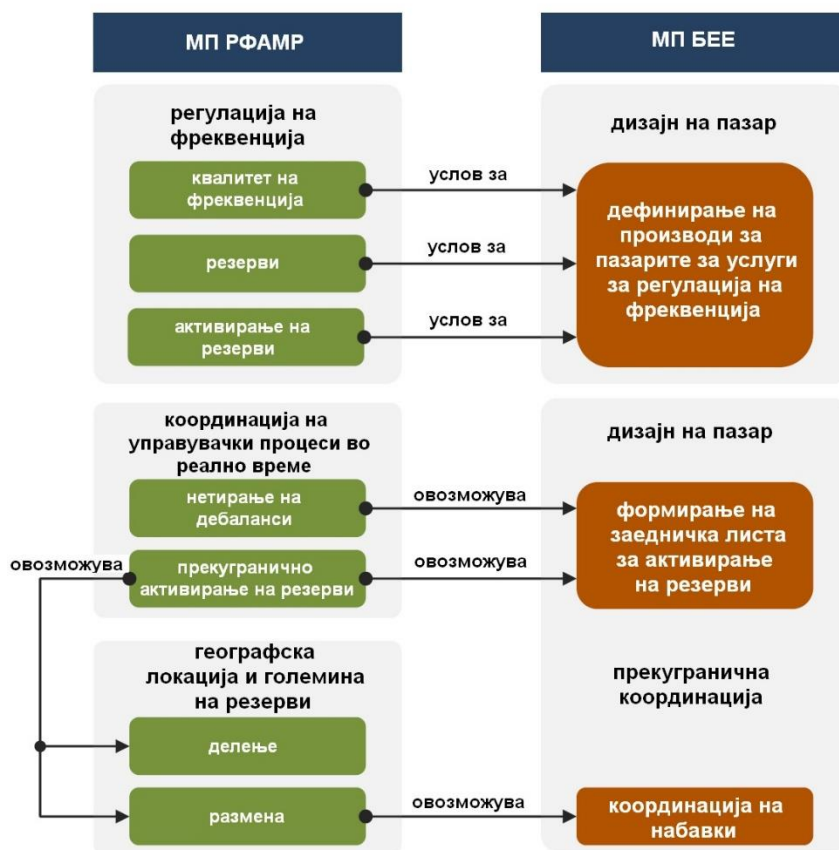 МП РФАМР
МП БЕЕ
регулација на
фреквенција
квалитет на
фреквенција
резерви
активирање на
резерви
услов за
услов за
услов за
дизајн на пазар
дефинирање на
производи за
пазарите за услуги
за регулација на
фреквенција
координација на
управувачки процеси во
реално време
нетирање на
дебаланси
прекугранично
активирање на резерви
овозможува
овозможува
овозможува
дизајн на пазар
формирање на
заедничка листа
за активирање
на резерви
географска
локација и големина
на резерви
делење
размена
овозможува
прекугранична
координација
координација на
набавки